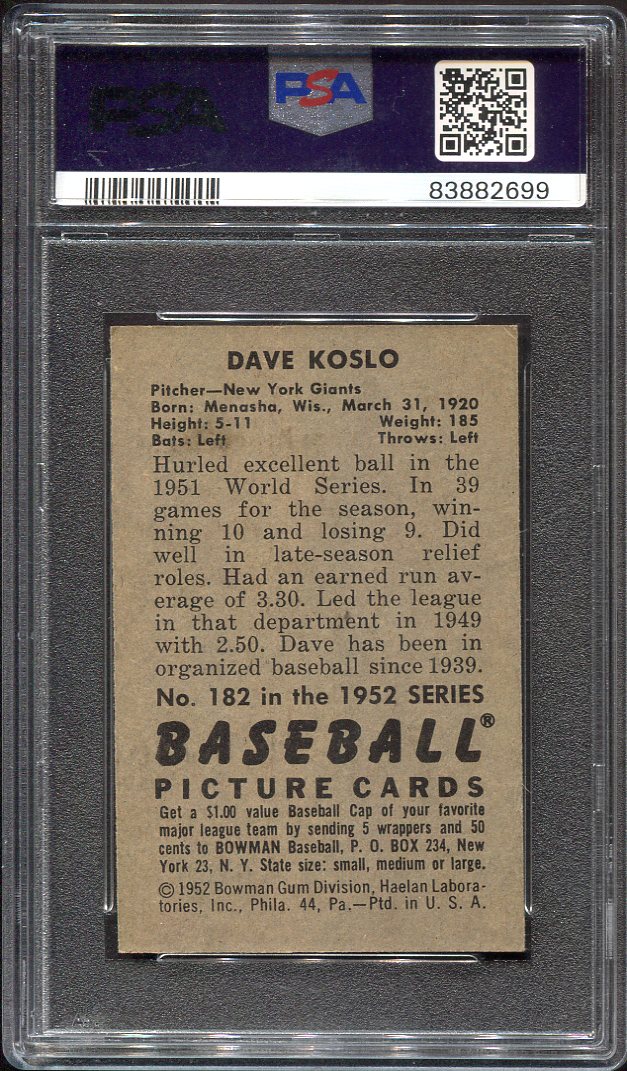 PSA
PSA
83882699
DAVE KOSLO
Pitcher—New York Giants
Born: Menasha, Wis., March 31, 1920
Height: 5-11 Weight: 185
Bats: Left Throws: Left
Hurled excellent ball in the
1951 World Series. In 39
games for the season, win-
ning 10 and losing 9. Did
well in late-season relief
roles. Had an earned run av-
erage of 3.30. Led the league
in that department in 1949
with 2.50. Dave has been in
organized baseball since 1939.
No. 182 in the 1952 SERIES
BASEBALL®
PICTURE CARDS
Get a $1.00 value Baseball Cap of your favorite
major league team by sending 5 wrappers and 50
cents to BOWMAN Baseball, P. O. BOX 234, New
York 23, N. Y. State size: small, medium or large.
© 1952 Bowman Gum Division, Haelan Labora-
tories, Inc., Phila. 44, Pa.—Ptd. in U. S. A.